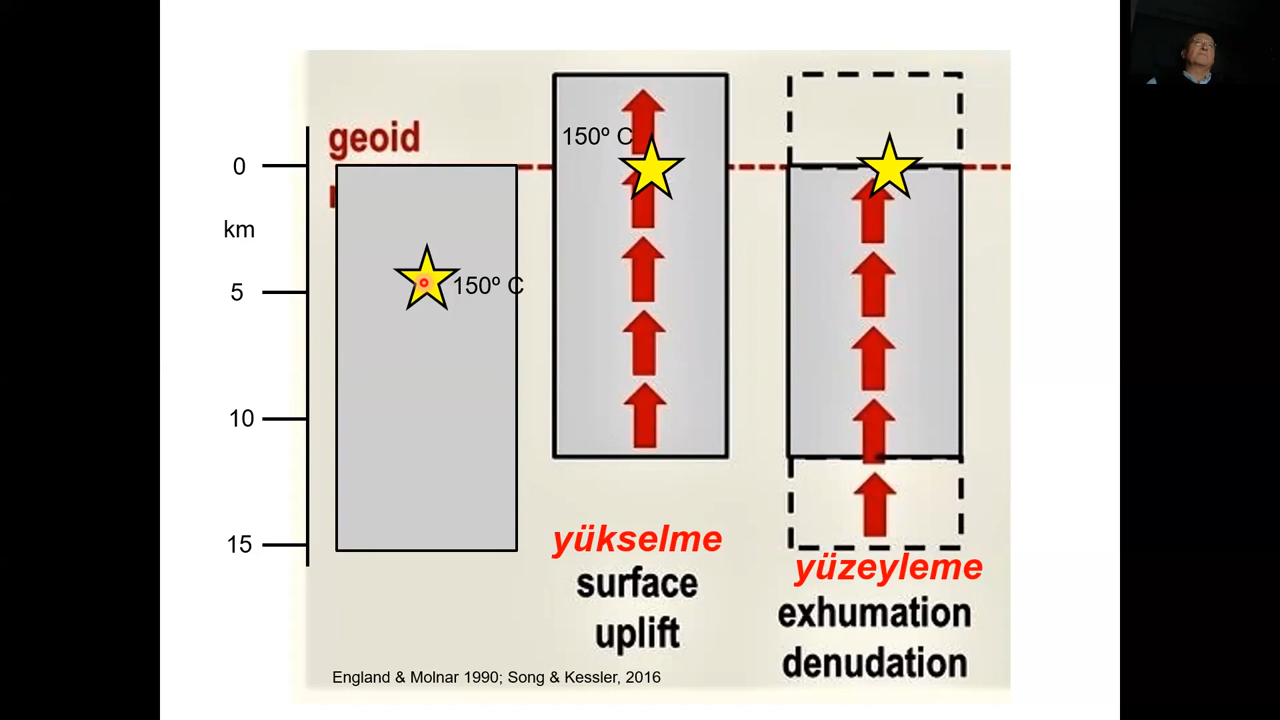 geoid
150º C
0
km
150º C
5
10
15
yükselme
surface
uplift
yüzeyleme
exhumation
denudation
England & Molnar 1990; Song & Kessler, 2016